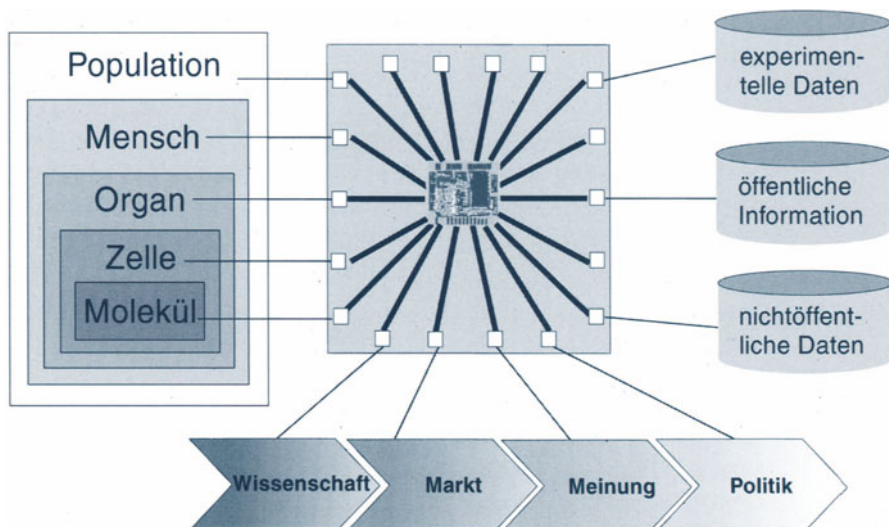 Population
Mensch
Organ
Zelle
Molekül
experimen-
telle Daten
öffentliche
Information
nichtöffent-
liche Daten
Wissenschaft
Markt
Meinung
Politik